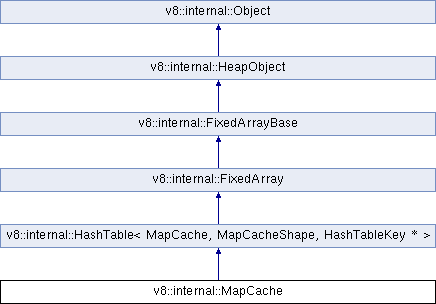 v8::internal::Object
v8::internal::HeapObject
v8::internal::FixedArrayBase
v8::internal::FixedArray
v8::internal::HashTable< MapCache, MapCacheShape, HashTableKey * >
v8::internal::MapCache